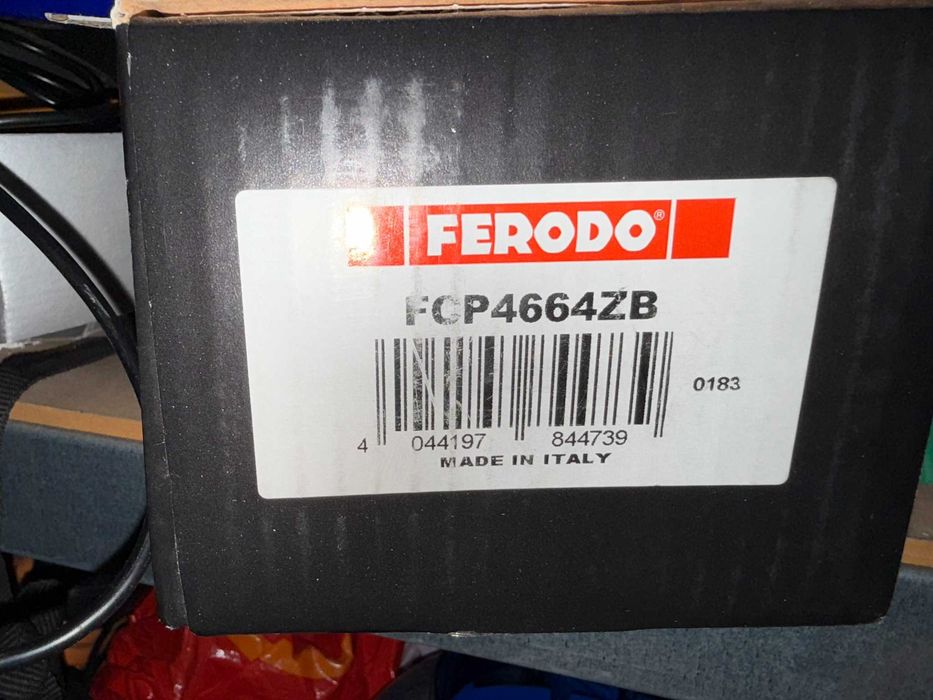 FERODO®
FCP4664ZB
0183
4 044197 844739
MADE IN ITALY